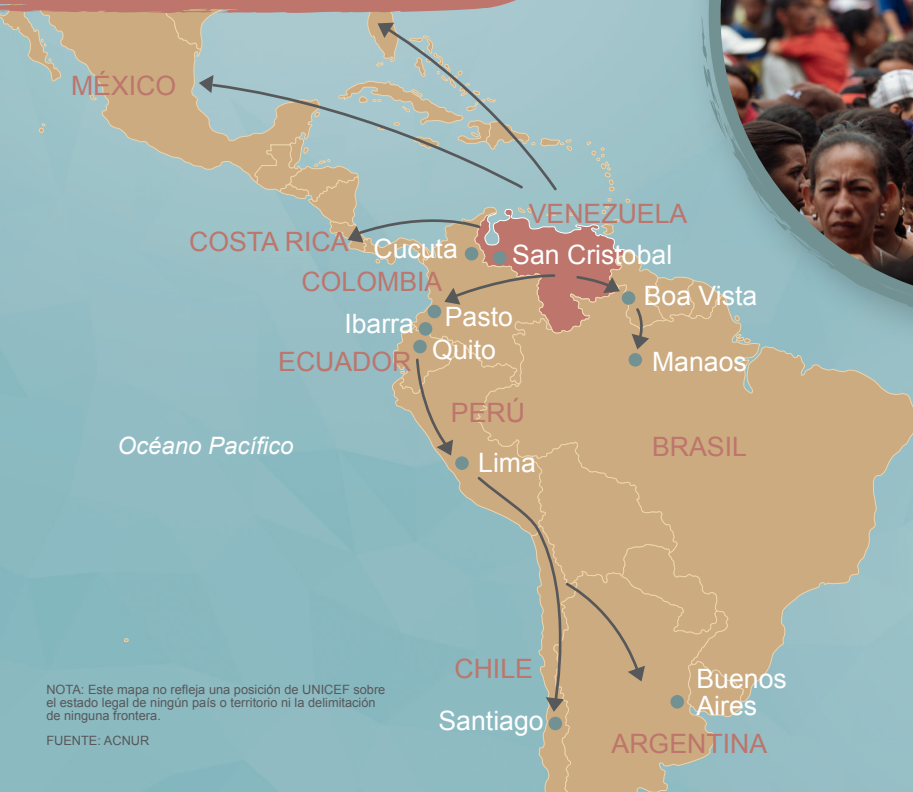 MÉXICO
VENEZUELA
COSTA RICA
Cucuta
San Cristobal
COLOMBIA
Boa Vista
Pasto
Ibarra
Quito
ECUADOR
Manaos
PERÚ
Océano Pacífico
BRASIL
Lima
CHILE
Buenos
Aires
Santiago
ARGENTINA
NOTA: Este mapa no refleja una posición de UNICEF sobre
el estado legal de ningún país o territorio ni la delimitación
de ninguna frontera.
FUENTE: ACNUR